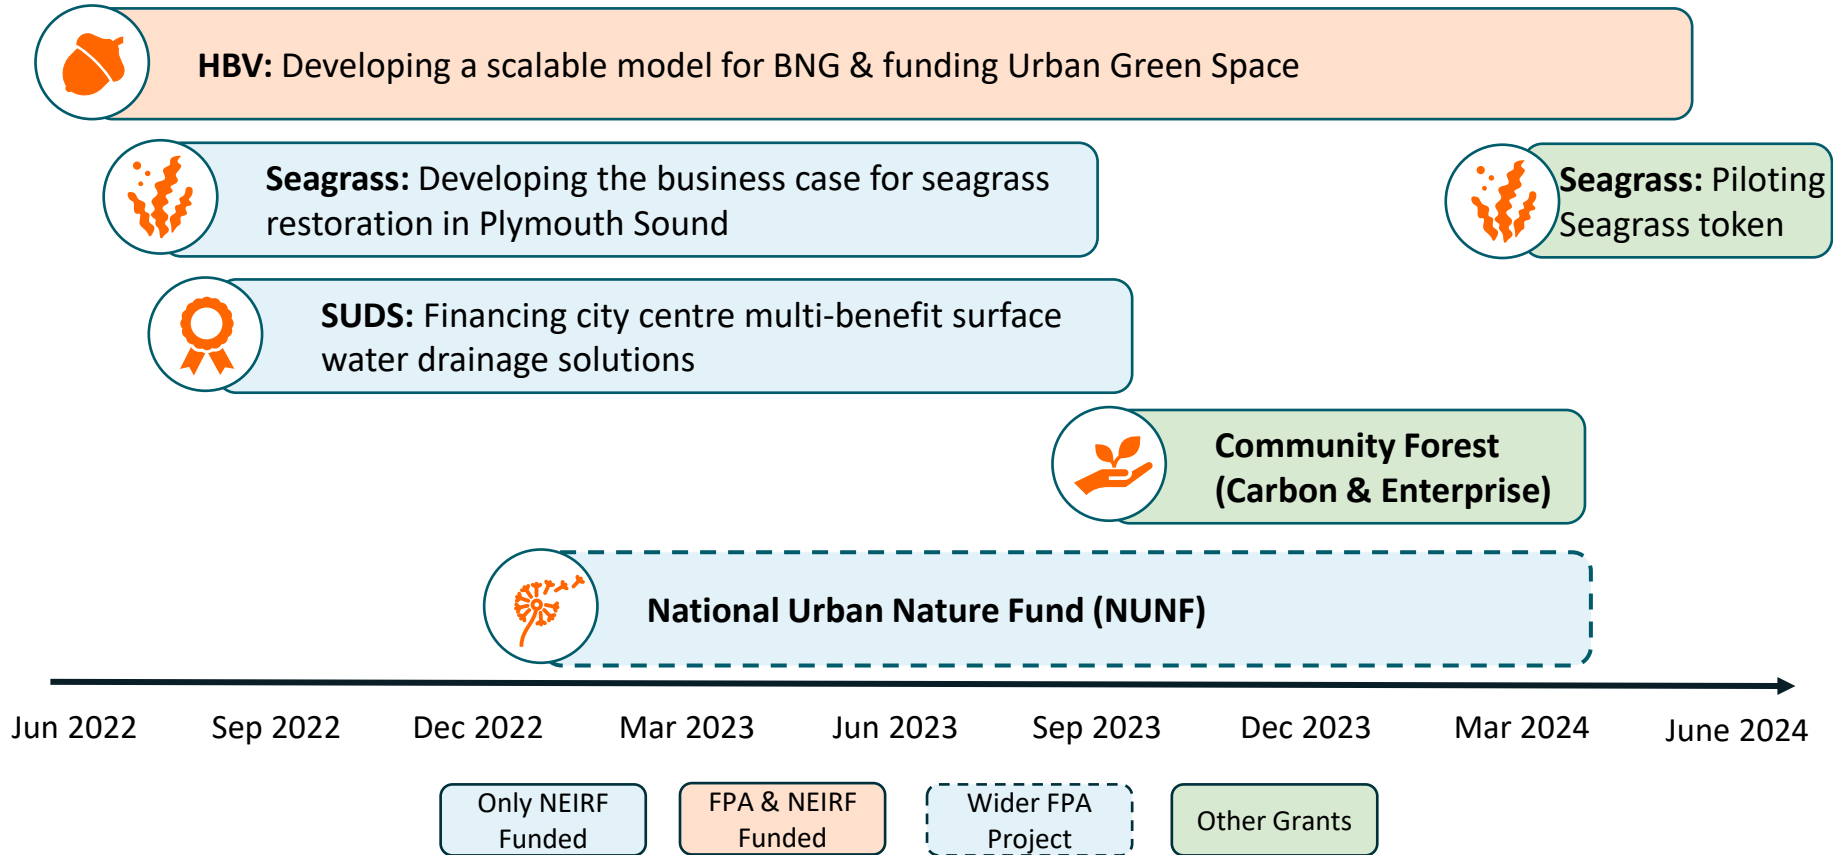 HBV: Developing a scalable model for BNG & funding Urban Green Space
Seagrass: Developing the business case for seagrass
restoration in Plymouth Sound
Seagrass: Piloting
Seagrass token
SUDS: Financing city centre multi-benefit surface
water drainage solutions
Community Forest
(Carbon & Enterprise)
National Urban Nature Fund (NUNF)
Jun 2022 Sep 2022 Dec 2022 Mar 2023 Jun 2023 Sep 2023 Dec 2023 Mar 2024 June 2024
Only NEIRF
Funded
FPA & NEIRF
Funded
Wider FPA
Project
Other Grants